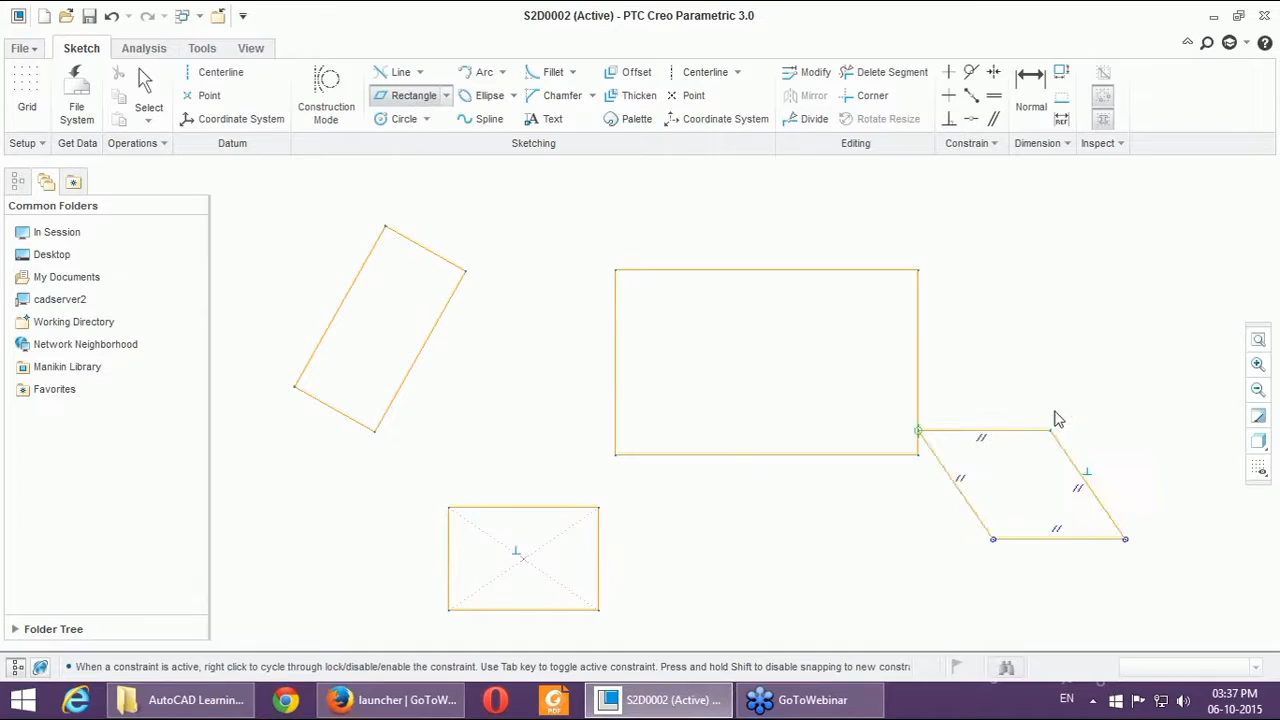 S2D0002 (Active) - PTC Creo Parametric 3.0
File Sketch Analysis Tools View
Centerline Line Arc Fillet Offset Centerline Modify Delete Segment
Point Rectangle Ellipse Chamfer Thicken Point Mirror Corner
Grid File System Select Coordinate System Construction Mode Circle Spline Text Palette Coordinate System Divide Rotate Resize Normal
REF
Setup Get Data Operations Datum Sketching Editing Constrain Dimension Inspect
Common Folders
In Session
Desktop
My Documents
cadserver2
Working Directory
Network Neighborhood
Manikin Library
Favorites
Folder Tree
When a constraint is active, right click to cycle through lock/disable/enable the constraint. Use Tab key to toggle active constraint. Press and hold Shift to disable snapping to new constra
AutoCAD Learnin... launcher | GoToW... PDF S2D0002 (Active) ... GoToWebinar EN 03:37 PM
06-10-2015